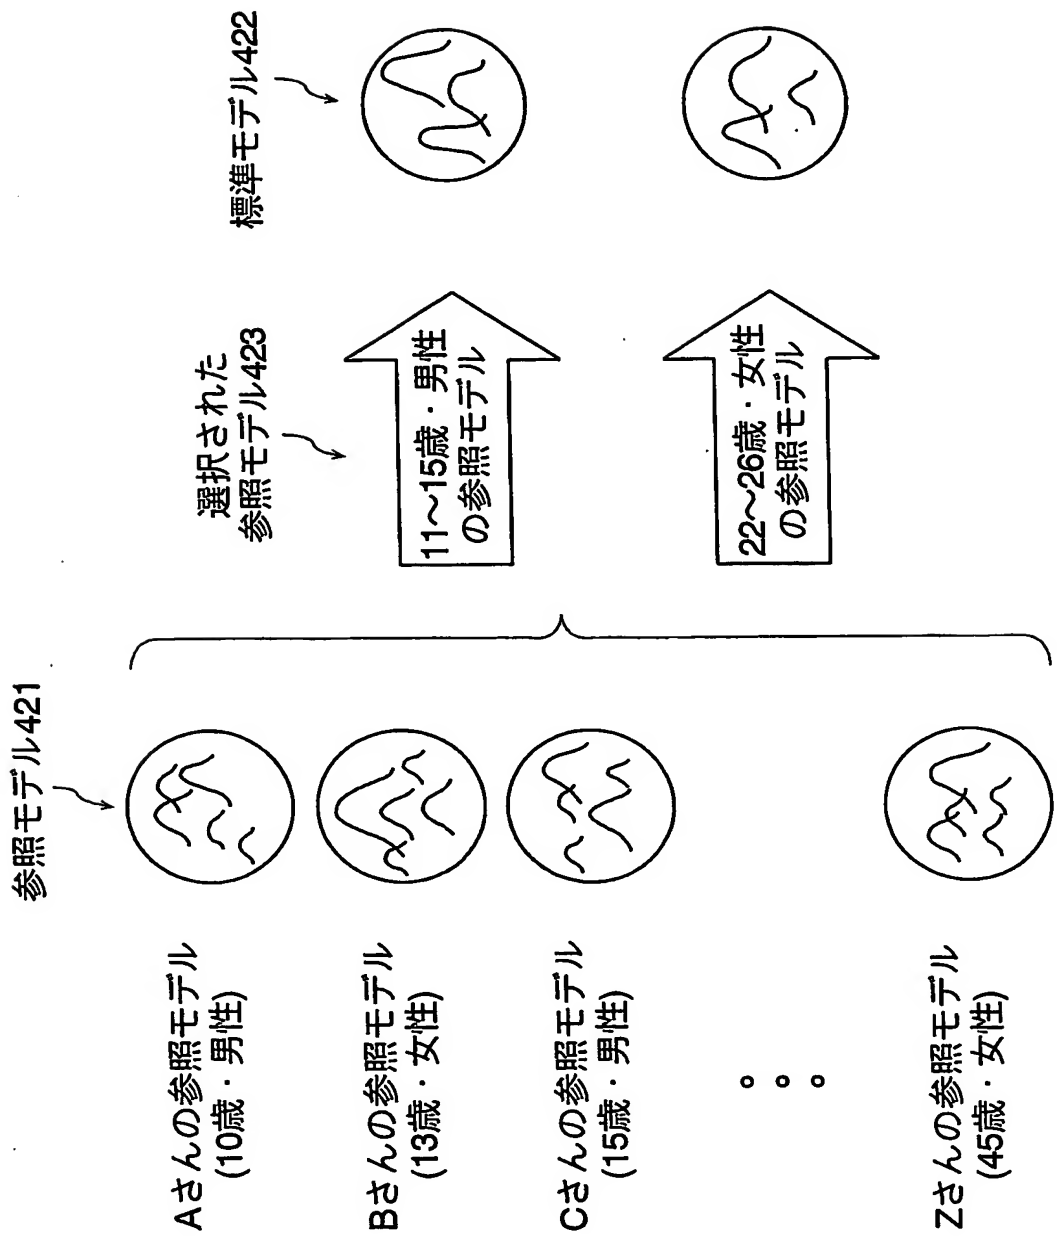 参照モデル421
Aさんの参照モデル
(10歳・男性)
Bさんの参照モデル
(13歳・女性)
Cさんの参照モデル
(15歳・男性)
Zさんの参照モデル
(45歳・女性)
選択された
参照モデル423
11～15歳・男性
の参照モデル
22～26歳・女性
の参照モデル
標準モデル422